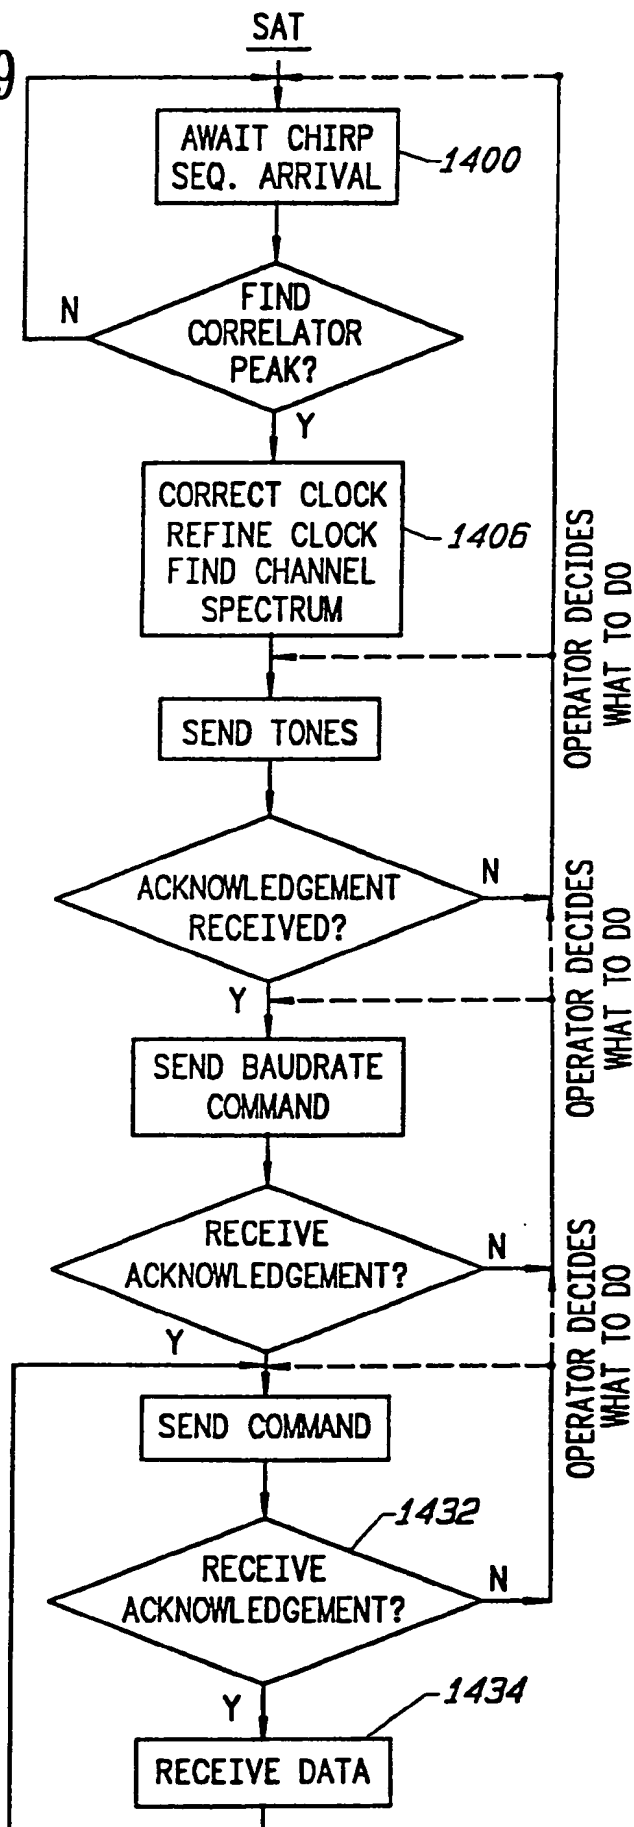 SAT
9
AWAIT CHIRP
SEQ. ARRIVAL
1400
N
FIND
CORRELATOR
PEAK?
Y
CORRECT CLOCK
REFINE CLOCK
FIND CHANNEL
SPECTRUM
1406
OPERATOR DECIDES
WHAT TO DO
SEND TONES
ACKNOWLEDGEMENT
RECEIVED?
N
Y
OPERATOR DECIDES
WHAT TO DO
SEND BAUDRATE
COMMAND
RECEIVE
ACKNOWLEDGEMENT?
N
Y
OPERATOR DECIDES
WHAT TO DO
SEND COMMAND
1432
RECEIVE
ACKNOWLEDGEMENT?
N
Y
1434
RECEIVE DATA